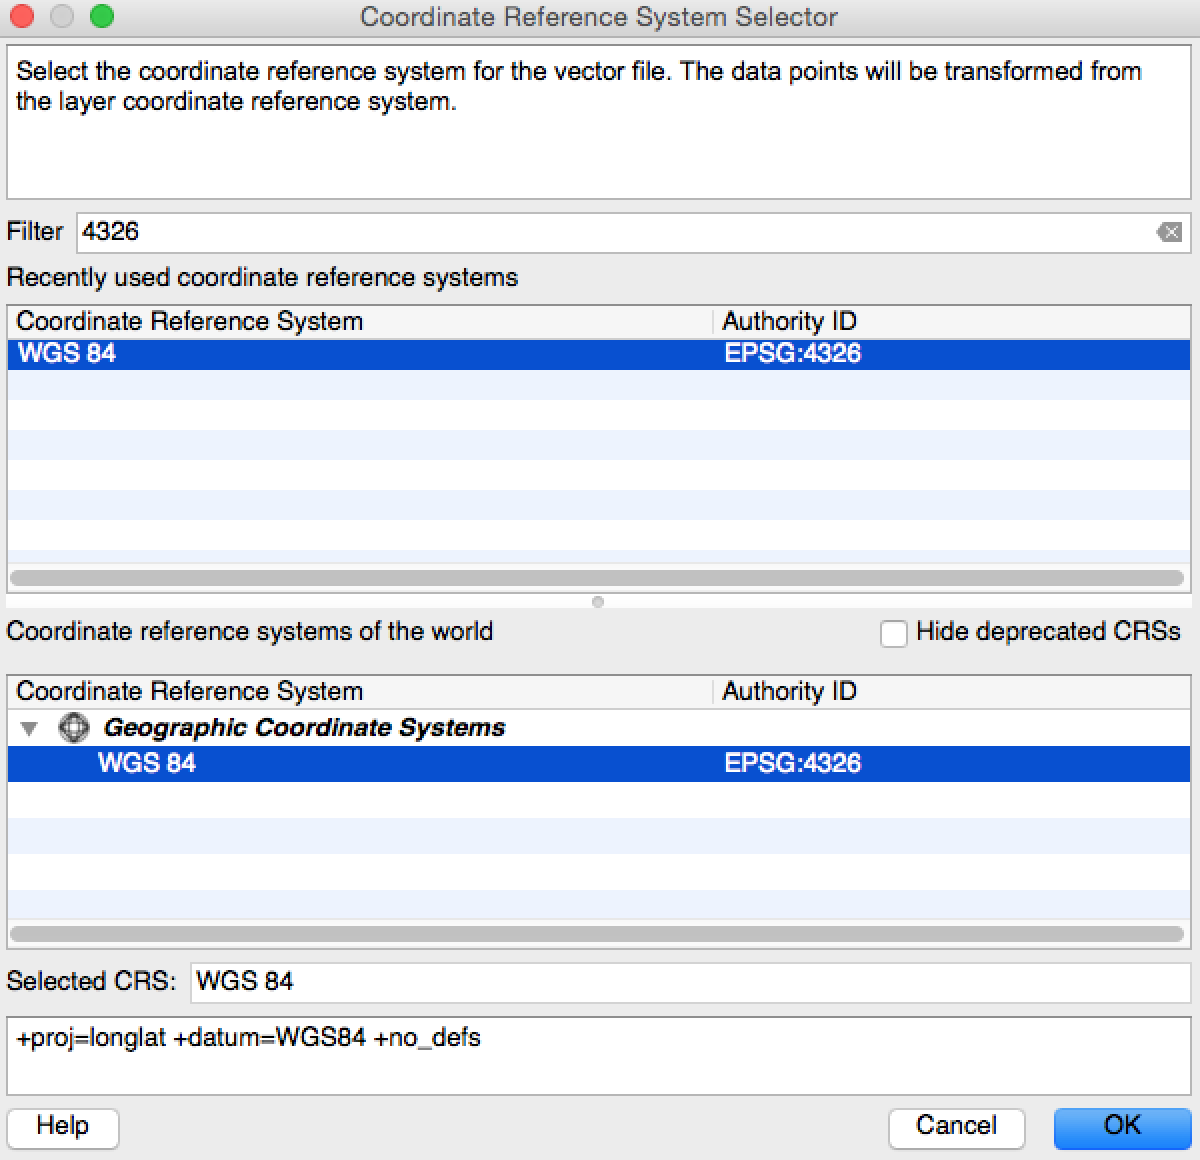 Coordinate Reference System Selector
Select the coordinate reference system for the vector file. The data points will be transformed from
the layer coordinate reference system.
Filter 4326
Recently used coordinate reference systems
Coordinate Reference System Authority ID
WGS 84 EPSG:4326
Coordinate reference systems of the world Hide deprecated CRSs
Coordinate Reference System Authority ID
Geographic Coordinate Systems
WGS 84 EPSG:4326
Selected CRS: WGS 84
+proj=longlat +datum=WGS84 +no_defs
Help Cancel OK